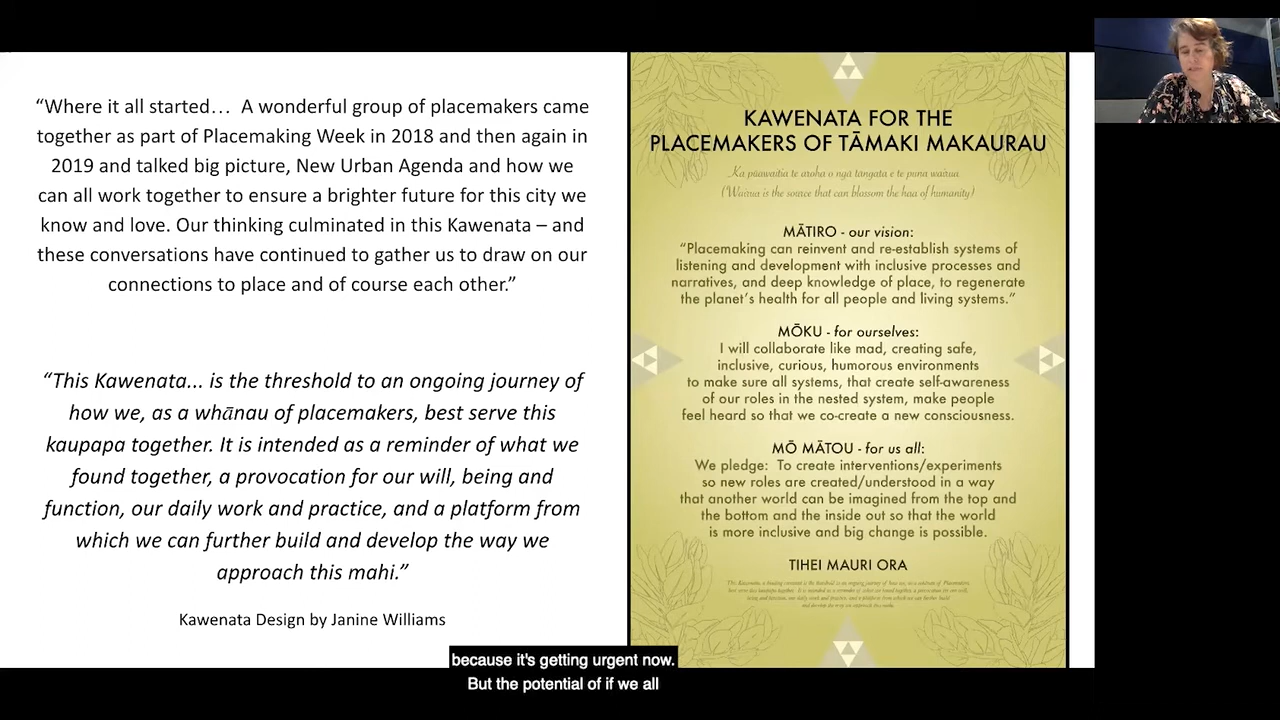 “Where it all started…  A wonderful group of placemakers came
together as part of Placemaking Week in 2018 and then again in
2019 and talked big picture, New Urban Agenda and how we
can all work together to ensure a brighter future for this city we
know and love. Our thinking culminated in this Kawenata – and
these conversations have continued to gather us to draw on our
connections to place and of course each other.”
“This Kawenata... is the threshold to an ongoing journey of
how we, as a whānau of placemakers, best serve this
kaupapa together. It is intended as a reminder of what we
found together, a provocation for our will, being and
function, our daily work and practice, and a platform from
which we can further build and develop the way we
approach this mahi.”
Kawenata Design by Janine Williams
KAWENATA FOR THE
PLACEMAKERS OF TĀMAKI MAKAURAU
Ka te aroha o ngā tāngata e te puna wairua
(Wairua is the source that can blossom the haa of humanity)
MĀTIRO - our vision:
“Placemaking can reinvent and re-establish systems of
listening and development with inclusive processes and
narratives, and deep knowledge of place, to regenerate
the planet’s health for all people and living systems.”
MŌKU - for ourselves:
I will collaborate like mad, creating safe,
inclusive, curious, humorous environments
to make sure all systems, that create self-awareness
of our roles in the nested system, make people
feel heard so that we co-create a new consciousness.
MŌ MĀTOU - for us all:
We pledge:  To create interventions/experiments
so new roles are created/understood in a way
that another world can be imagined from the top and
the bottom and the inside out so that the world
is more inclusive and big change is possible.
TIHEI MAURI ORA
because it's getting urgent now.
But the potential of if we all